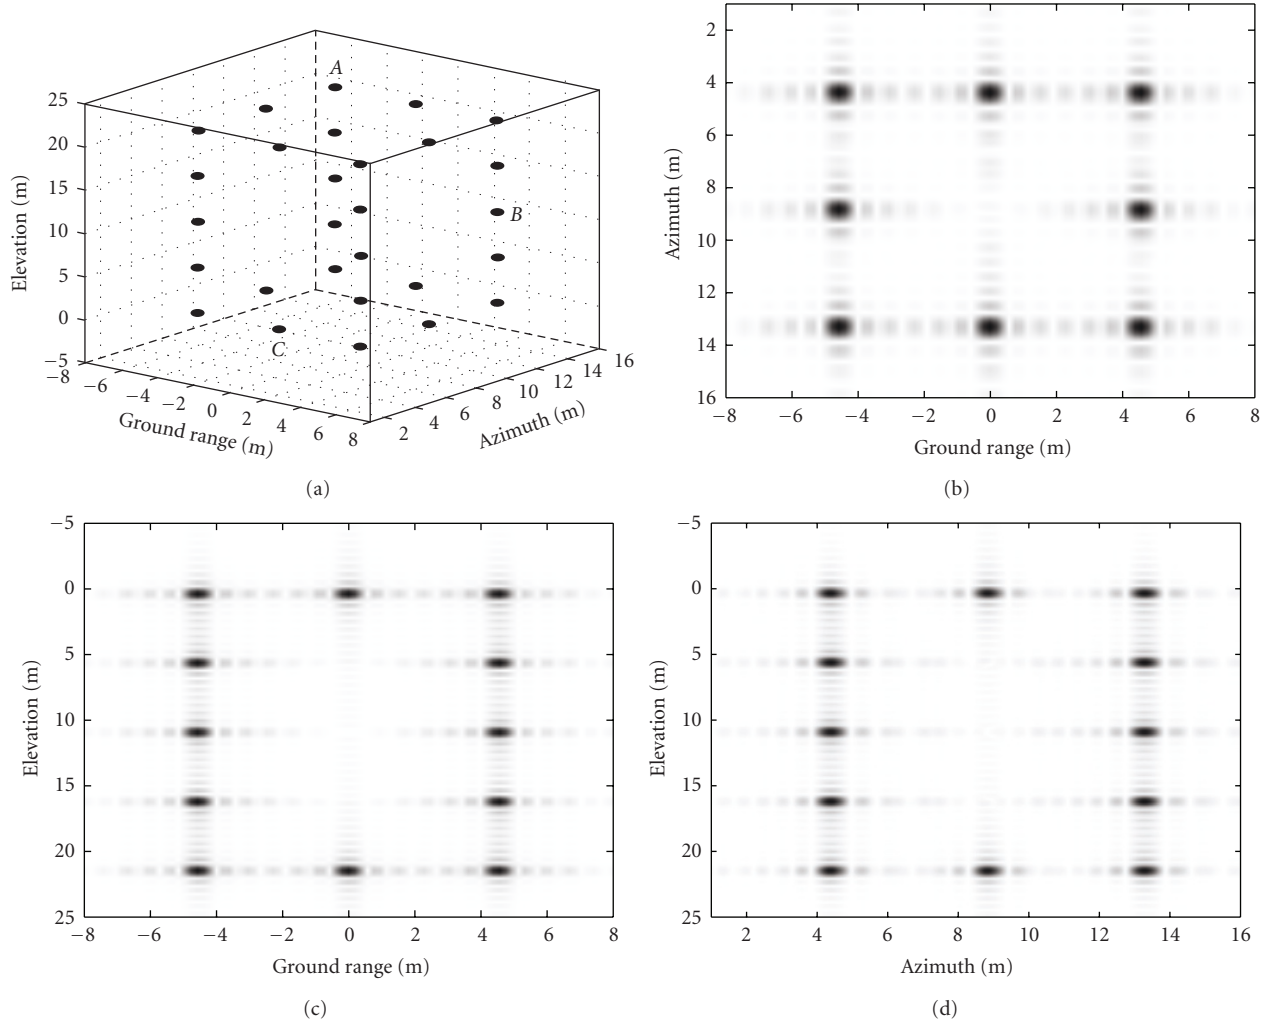 25
20
15
10
5
0
−5
Elevation (m)
−8
−6
−4
−2
0
2
4
6
8
Ground range (m)
2
4
6
8
10
12
14
16
Azimuth (m)
A
B
C
(a)
2
4
6
8
10
12
14
16
Azimuth (m)
−8 −6 −4 −2 0 2 4 6 8
Ground range (m)
(b)
−5
0
5
10
15
20
25
Elevation (m)
−8 −6 −4 −2 0 2 4 6 8
Ground range (m)
(c)
−5
0
5
10
15
20
25
Elevation (m)
2 4 6 8 10 12 14 16
Azimuth (m)
(d)